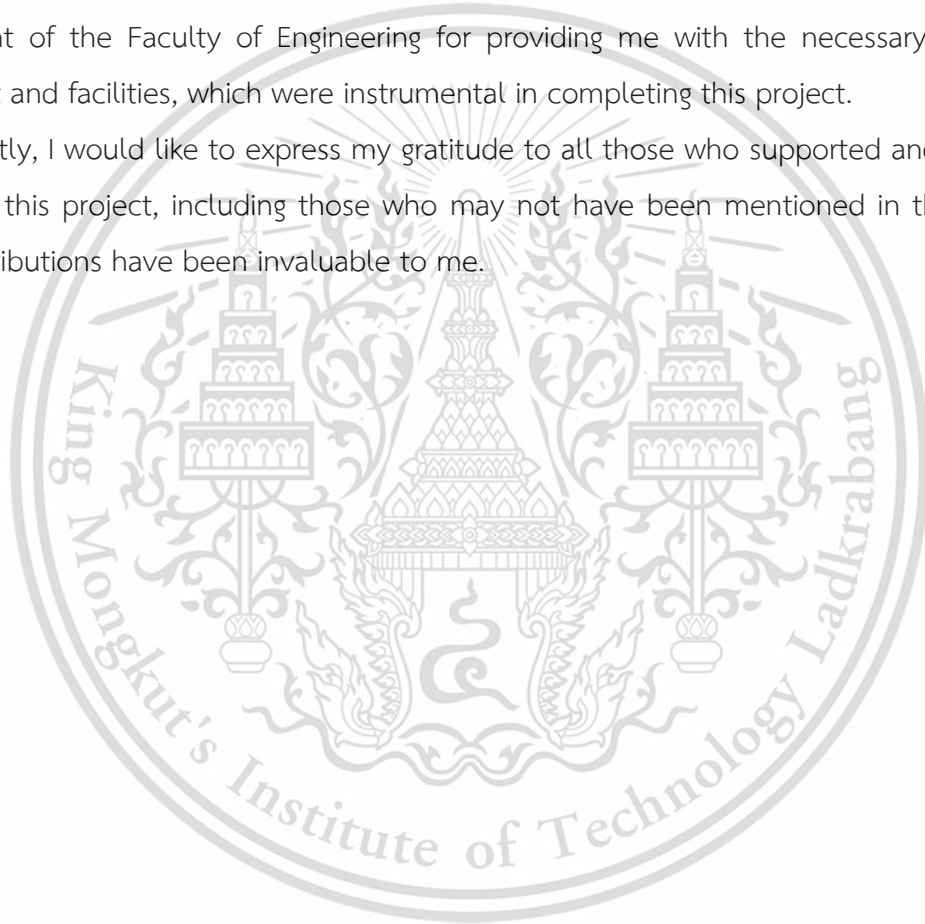 nt of the Faculty of Engineering for providing me with the necessary
and facilities, which were instrumental in completing this project.
tly, I would like to express my gratitude to all those who supported and
this project, including those who may not have been mentioned in th
ibutions have been invaluable to me.
King Mongkut's Institute of Technology Ladkrabang